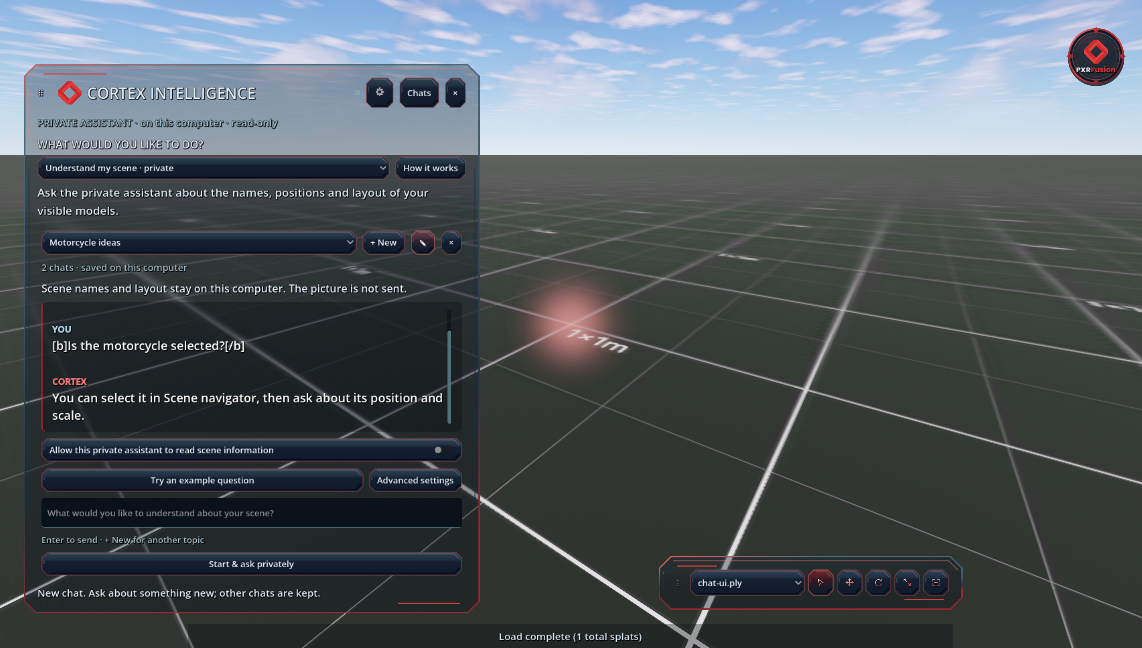 CORTEX INTELLIGENCE
Chats
×
PRIVATE ASSISTANT · on this computer · read-only
WHAT WOULD YOU LIKE TO DO?
Understand my scene · private
How it works
Ask the private assistant about the names, positions and layout of your
visible models.
Motorcycle ideas
+ New
×
2 chats · saved on this computer
Scene names and layout stay on this computer. The picture is not sent.
YOU
[b]Is the motorcycle selected?[/b]
CORTEX
You can select it in Scene navigator, then ask about its position and
scale.
Allow this private assistant to read scene information
Try an example question
Advanced settings
What would you like to understand about your scene?
Enter to send · + New for another topic
Start & ask privately
New chat. Ask about something new; other chats are kept.
PXRFusion
1×1m
chat-ui.ply
Load complete (1 total splats)